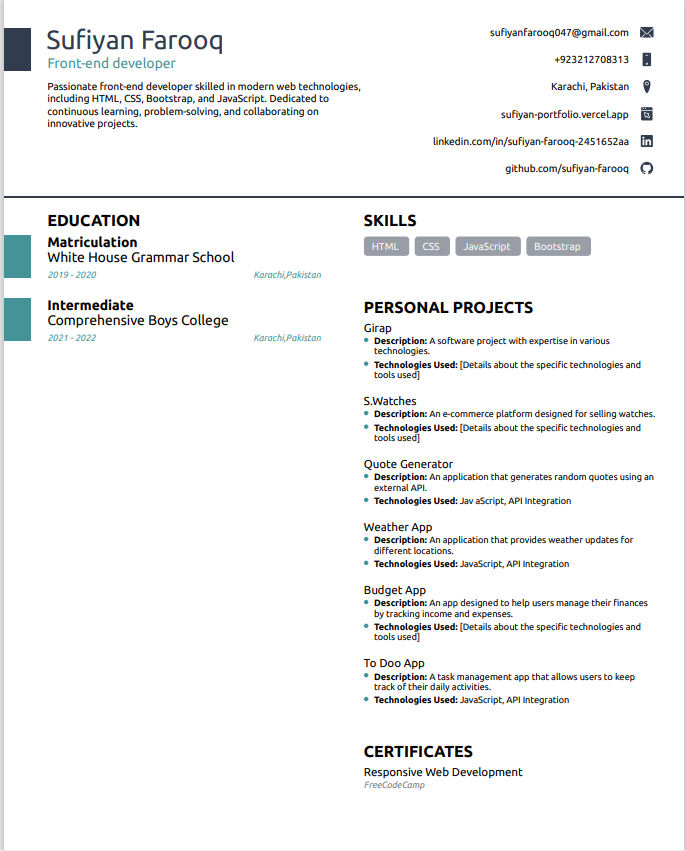 Sufiyan Farooq
Front-end developer
Passionate front-end developer skilled in modern web technologies,
including HTML, CSS, Bootstrap, and JavaScript. Dedicated to
continuous learning, problem-solving, and collaborating on
innovative projects.
sufiyanfarooq047@gmail.com
+923212708313
Karachi, Pakistan
sufiyan-portfolio.vercel.app
linkedin.com/in/sufiyan-farooq-2451652aa
github.com/sufiyan-farooq
EDUCATION
Matriculation
White House Grammar School
2019 - 2020 Karachi,Pakistan
Intermediate
Comprehensive Boys College
2021 - 2022 Karachi,Pakistan
SKILLS
HTML CSS JavaScript Bootstrap
PERSONAL PROJECTS
Girap
Description: A software project with expertise in various
technologies.
Technologies Used: [Details about the specific technologies and
tools used]
S.Watches
Description: An e-commerce platform designed for selling watches.
Technologies Used: [Details about the specific technologies and
tools used]
Quote Generator
Description: An application that generates random quotes using an
external API.
Technologies Used: Jav aScript, API Integration
Weather App
Description: An application that provides weather updates for
different locations.
Technologies Used: JavaScript, API Integration
Budget App
Description: An app designed to help users manage their finances
by tracking income and expenses.
Technologies Used: [Details about the specific technologies and
tools used]
To Doo App
Description: A task management app that allows users to keep
track of their daily activities.
Technologies Used: JavaScript, API Integration
CERTIFICATES
Responsive Web Development
FreeCodeCamp